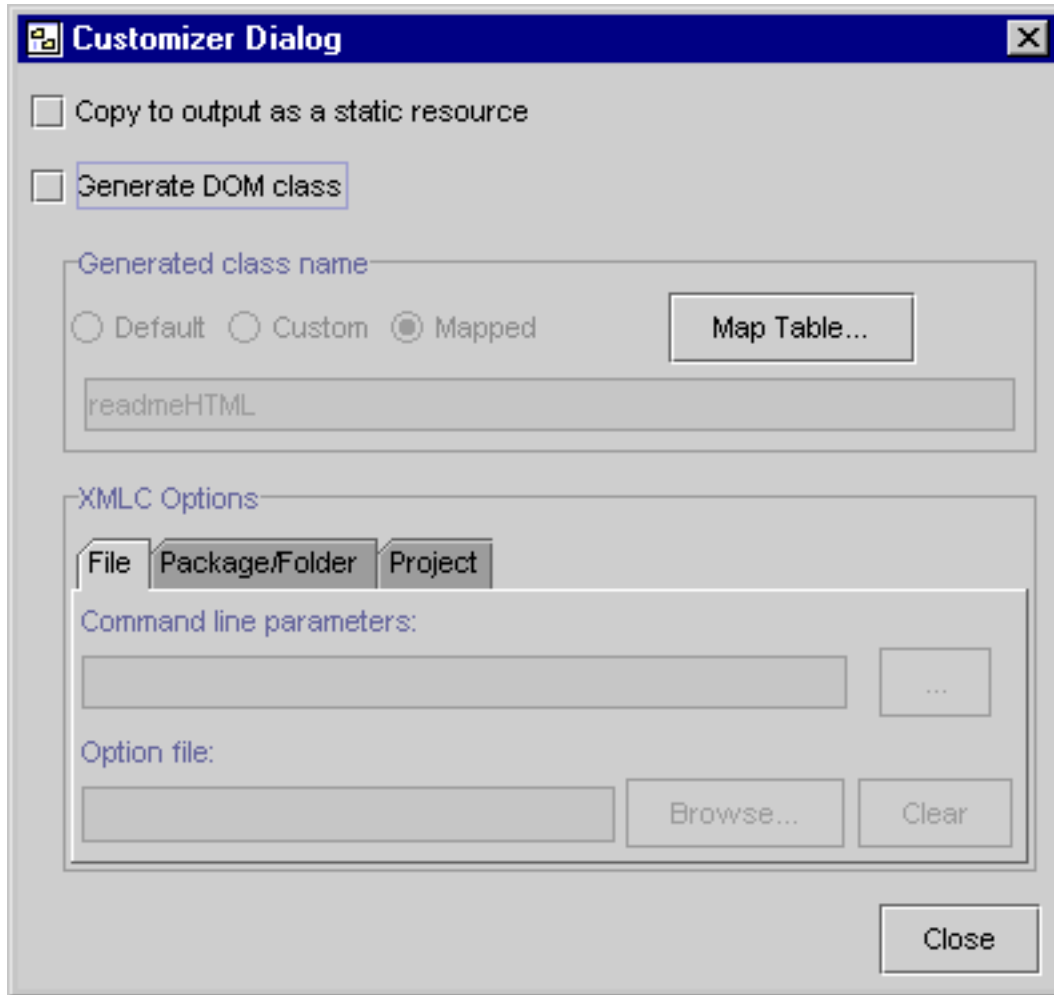 Customizer Dialog
Copy to output as a static resource
Generate DOM class
Generated class name
Default Custom Mapped Map Table...
readmeHTML
XMLC Options
File Package/Folder Project
Command line parameters:
...
Option file:
Browse... Clear
Close